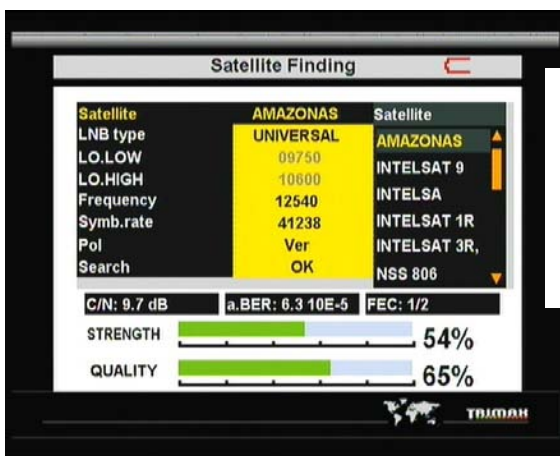 Satellite Finding
Satellite AMAZONAS Satellite
LNB type UNIVERSAL AMAZONAS
LO.LOW 09750 INTELSAT 9
LO.HIGH 10600 INTELSA
Frequency 12540 INTELSAT 1R
Symb.rate 41238 INTELSAT 3R,
Pol Ver NSS 806
Search OK
C/N: 9.7 dB a.BER: 6.3 10E-5 FEC: 1/2
STRENGTH 54%
QUALITY 65%
TRIMAX